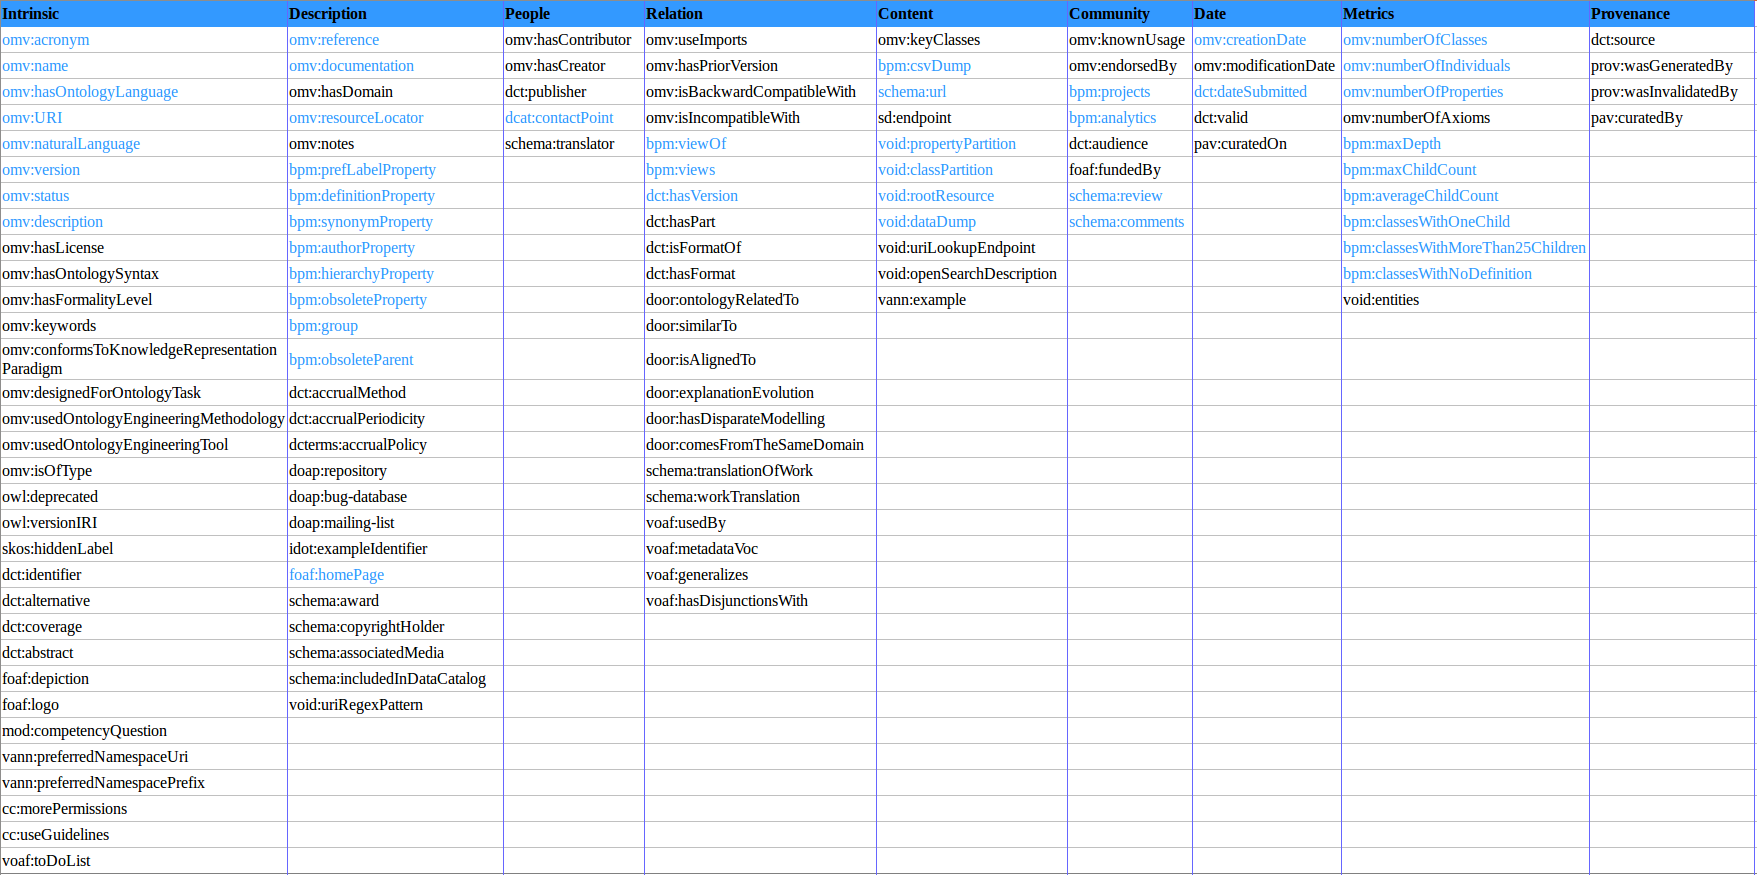 Intrinsic Description People Relation Content Community Date Metrics Provenance
omv:acronym omv:reference omv:hasContributor omv:useImports omv:keyClasses omv:knownUsage omv:creationDate omv:numberOfClasses dct:source
omv:name omv:documentation omv:hasCreator omv:hasPriorVersion bpm:csvDump omv:endorsedBy omv:modificationDate omv:numberOfIndividuals prov:wasGeneratedBy
omv:hasOntologyLanguage omv:hasDomain dct:publisher omv:isBackwardCompatibleWith schema:url bpm:projects dct:dateSubmitted omv:numberOfProperties prov:wasInvalidatedBy
omv:URI omv:resourceLocator dcat:contactPoint omv:isIncompatibleWith sd:endpoint bpm:analytics dct:valid omv:numberOfAxioms pav:curatedBy
omv:naturalLanguage omv:notes schema:translator bpm:viewOf void:propertyPartition dct:audience pav:curatedOn bpm:maxDepth
omv:version bpm:prefLabelProperty bpm:views void:classPartition foaf:fundedBy bpm:maxChildCount
omv:status bpm:definitionProperty dct:hasVersion void:rootResource schema:review bpm:averageChildCount
omv:description bpm:synonymProperty dct:hasPart void:dataDump schema:comments bpm:classesWithOneChild
omv:hasLicense bpm:authorProperty dct:isFormatOf void:uriLookupEndpoint bpm:classesWithMoreThan25Children
omv:hasOntologySyntax bpm:hierarchyProperty dct:hasFormat void:openSearchDescription bpm:classesWithNoDefinition
omv:hasFormalityLevel bpm:obsoleteProperty door:ontologyRelatedTo vann:example void:entities
omv:keywords bpm:group door:similarTo
omv:conformsToKnowledgeRepresentation
Paradigm bpm:obsoleteParent door:isAlignedTo
omv:designedForOntologyTask dct:accrualMethod door:explanationEvolution
omv:usedOntologyEngineeringMethodology dct:accrualPeriodicity door:hasDisparateModelling
omv:usedOntologyEngineeringTool dcterms:accrualPolicy door:comesFromTheSameDomain
omv:isOfType doap:repository schema:translationOfWork
owl:deprecated doap:bug-database schema:workTranslation
owl:versionIRI doap:mailing-list voaf:usedBy
skos:hiddenLabel idot:exampleIdentifier voaf:metadataVoc
dct:identifier foaf:homePage voaf:generalizes
dct:alternative schema:award voaf:hasDisjunctionsWith
dct:coverage schema:copyrightHolder
dct:abstract schema:associatedMedia
foaf:depiction schema:includedInDataCatalog
foaf:logo void:uriRegexPattern
mod:competencyQuestion
vann:preferredNamespaceUri
vann:preferredNamespacePrefix
cc:morePermissions
cc:useGuidelines
voaf:toDoList